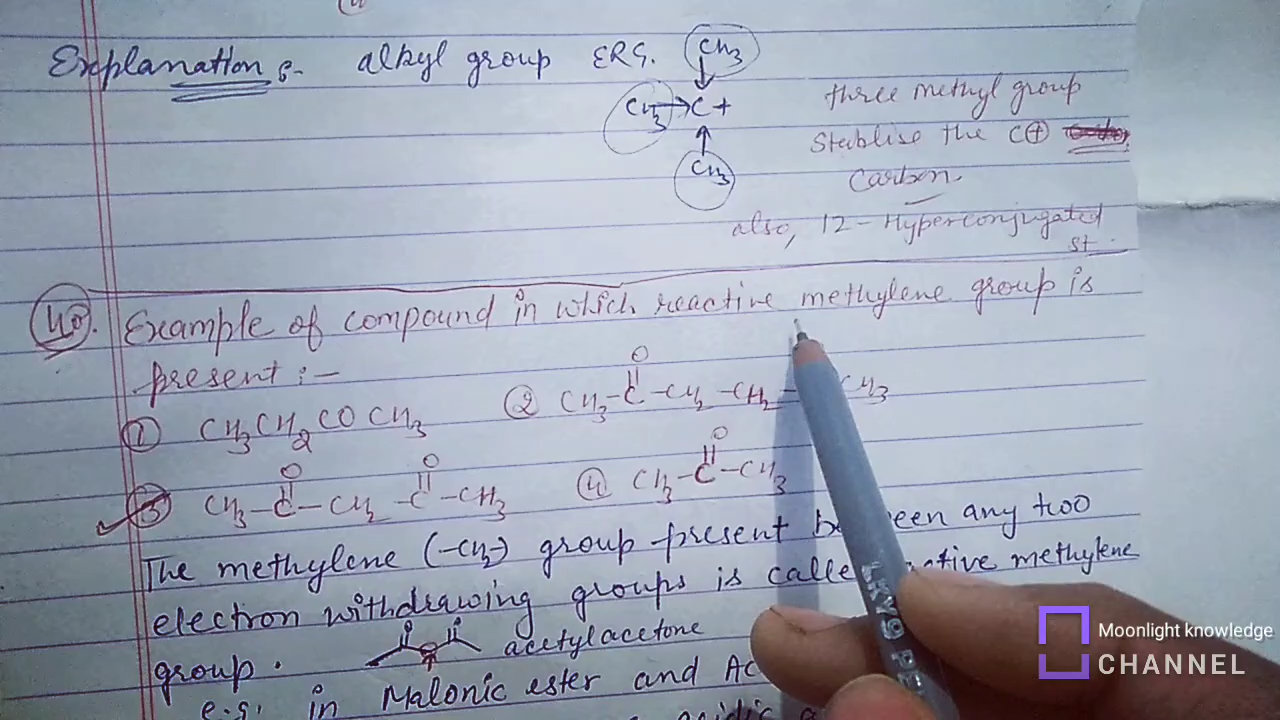 Explanation :- alkyl group ERG. CH3
CH3 → C +
CH3
three methyl group
Stablise the C⊕
Carbon.
also, 12 - Hyperconjugated
st.
40. Example of compound in which reactive methylene group is
present :-
① CH3CH2COCH3 ② CH3-C-CH2-CH2- CH3
O
③ CH3-C-CH2-C-CH3 ④ CH3-C-CH3
O O O
The methylene (-CH2-) group present between any two
electron withdrawing groups is called active methylene
group. acetylacetone
O O
e.g. in Malonic ester and Ac
acidic
LKV9
Moonlight knowledge
CHANNEL